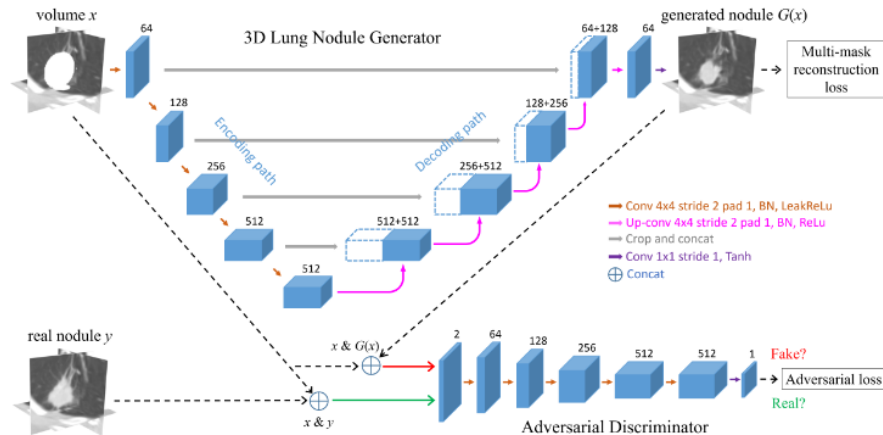 volume x
3D Lung Nodule Generator
generated nodule G(x)
64
64+128
64
Multi-mask
reconstruction
loss
128
128+256
Encoding path
Decoding path
256
256+512
512
512+512
512
Conv 4x4 stride 2 pad 1, BN, LeakReLu
Up-conv 4x4 stride 2 pad 1, BN, ReLu
Crop and concat
Conv 1x1 stride 1, Tanh
Concat
real nodule y
x & G(x)
x & y
2
64
128
256
512
512
1
Fake?
Adversarial loss
Real?
Adversarial Discriminator